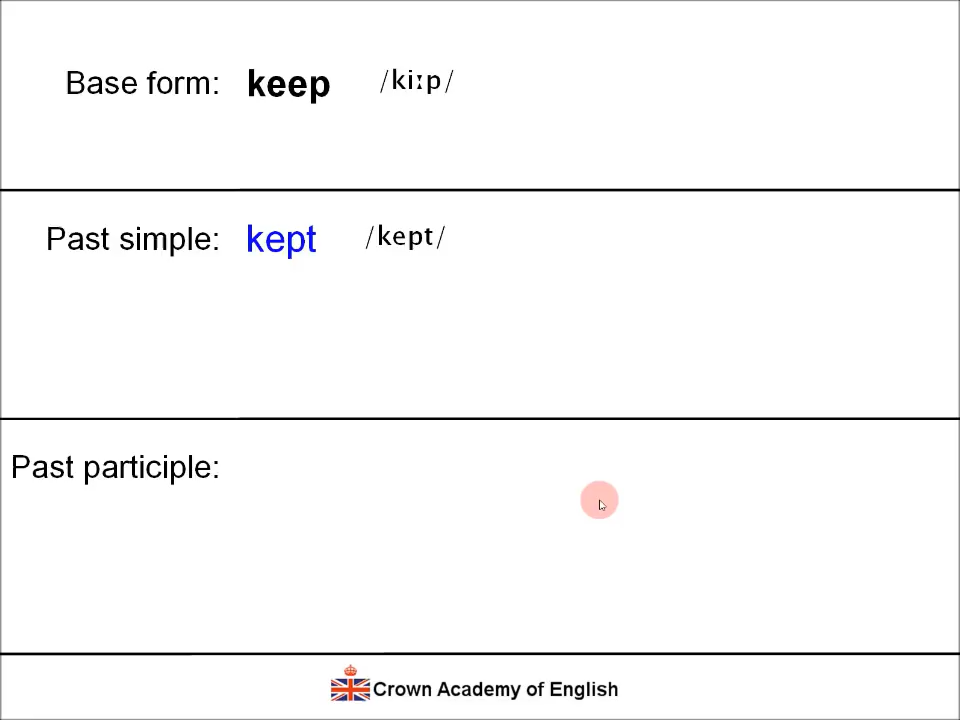 Base form: keep /kiːp/
Past simple: kept /kept/
Past participle:
Crown Academy of English